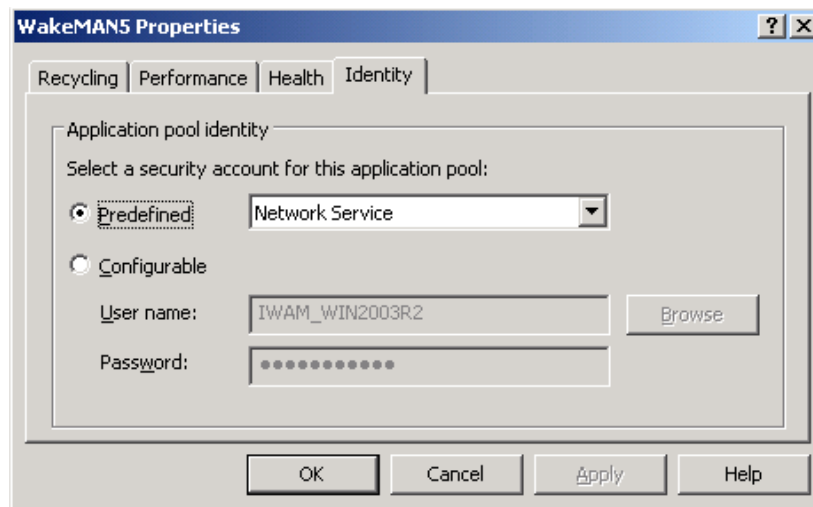 WakeMAN5 Properties
Recycling Performance Health Identity
Application pool identity
Select a security account for this application pool:
Predefined Network Service
Configurable
User name: IWAM_WIN2003R2 Browse
Password: ●●●●●●●●●●●
OK Cancel Apply Help